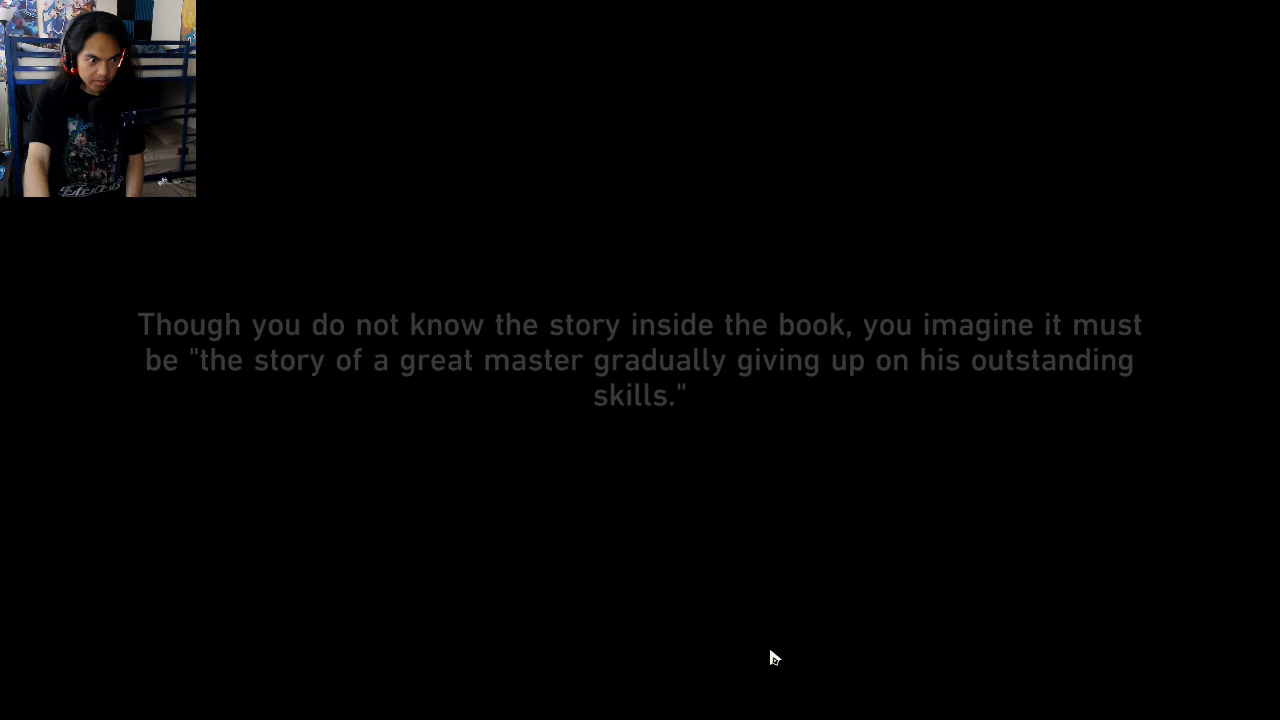 Though you do not know the story inside the book, you imagine it must
be "the story of a great master gradually giving up on his outstanding
skills."